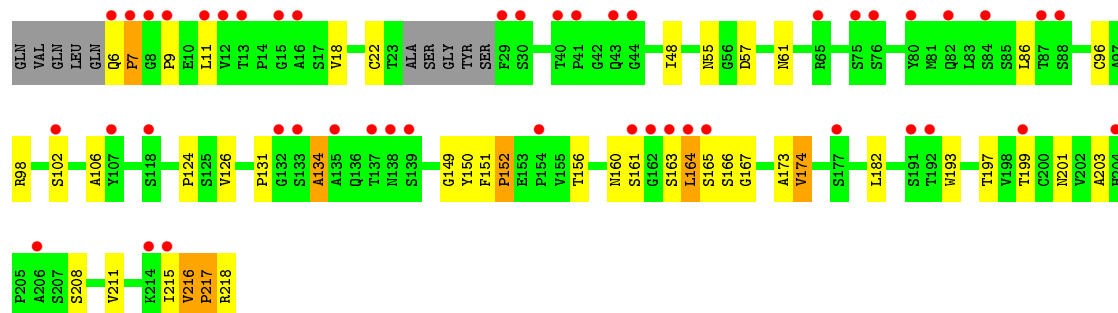 GLN VAL GLN LEU GLN Q6 P7 G8 P9 E10 L11 V12 T13 P14 G15 A16 S17 V18 C22 T23 ALA SER GLY TYR SER F29 S30 T40 P41 G42 Q43 G44 I48 N55 G56 D57 N61 R65 S75 S76 Y80 M81 Q82 L83 S84 S85 L86 T87 S88 C96 A97
R98 S102 A106 Y107 S118 P124 S125 V126 P131 G132 S133 A134 A135 Q136 T137 N138 S139 G149 Y150 F151 P152 E153 P154 V155 T156 N160 S161 G162 S163 L164 S165 S166 G167 A173 V174 S177 L182 S191 T192 W193 T197 V198 T199 C200 N201 V202 A203 H204
P205 A206 S207 S208 V211 K214 I215 V216 P217 R218